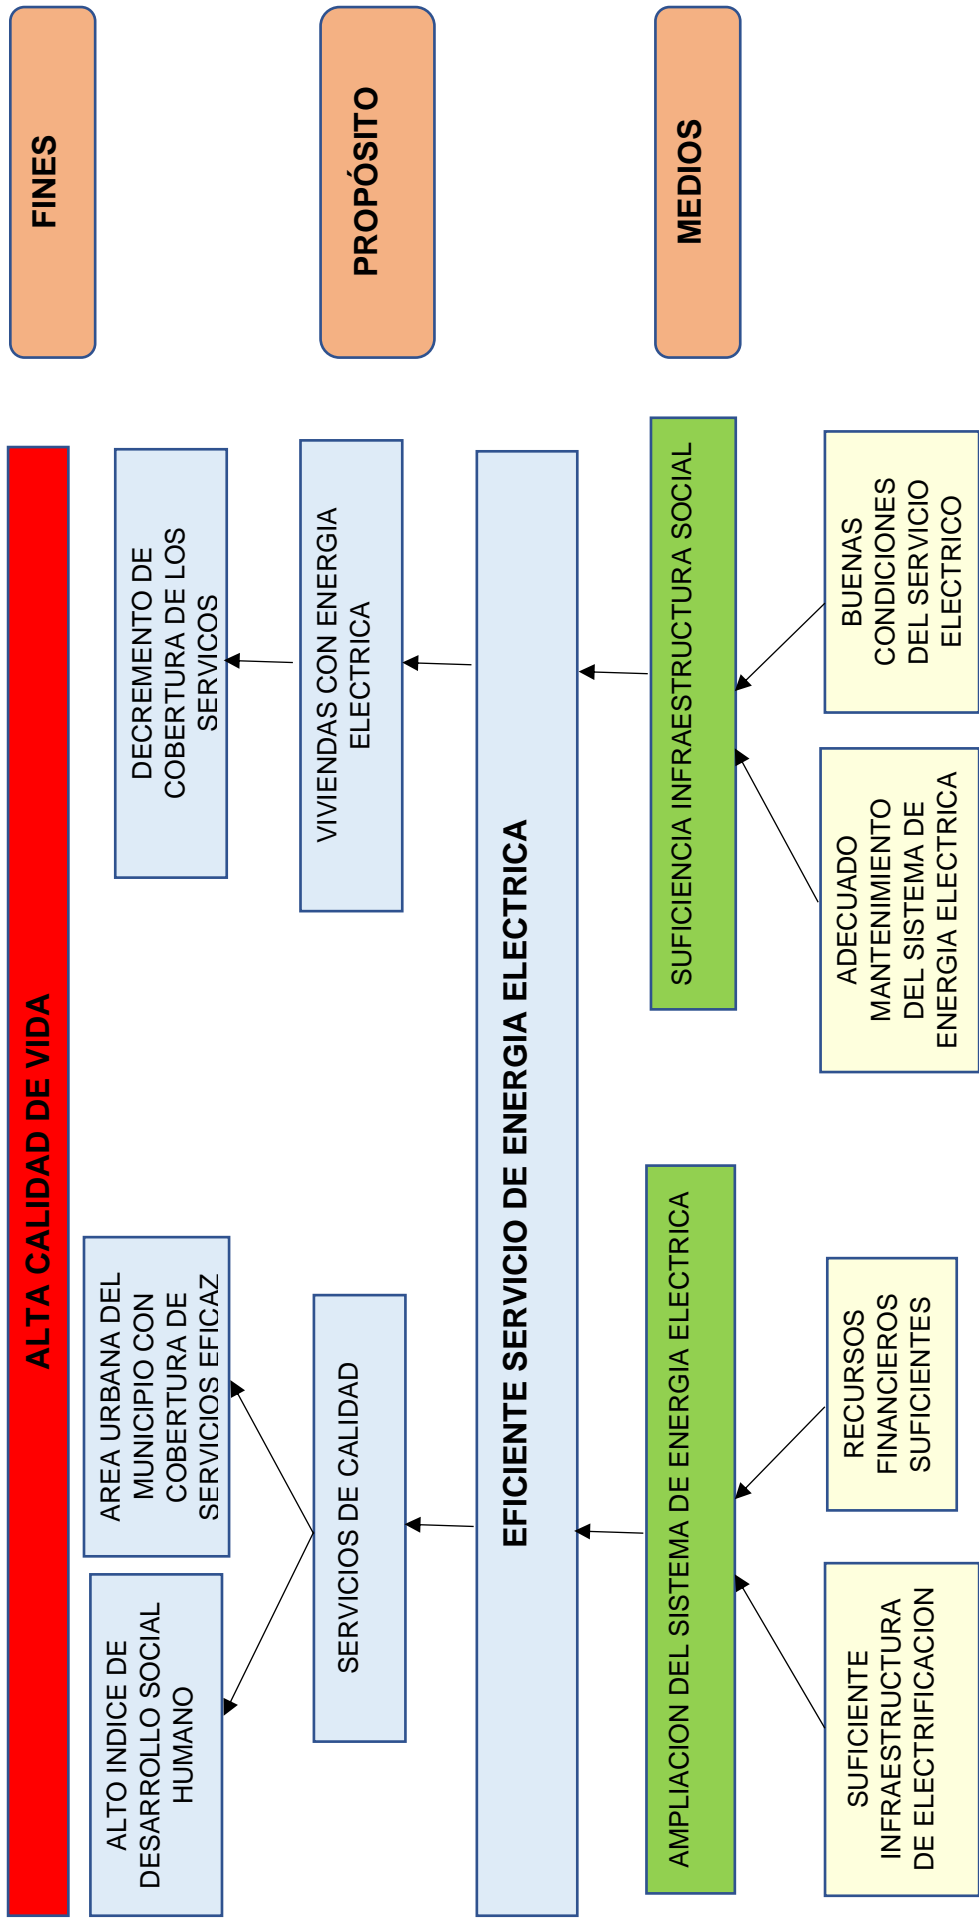 ALTA CALIDAD DE VIDA
FINES
ALTO INDICE DE
DESARROLLO SOCIAL
HUMANO
AREA URBANA DEL
MUNICIPIO CON
COBERTURA DE
SERVICIOS EFICAZ
DECREMENTO DE
COBERTURA DE LOS
SERVICOS
SERVICIOS DE CALIDAD
VIVIENDAS CON ENERGIA
ELECTRICA
PROPÓSITO
EFICIENTE SERVICIO DE ENERGIA ELECTRICA
AMPLIACION DEL SISTEMA DE ENERGIA ELECTRICA
SUFICIENCIA INFRAESTRUCTURA SOCIAL
MEDIOS
SUFICIENTE
INFRAESTRUCTURA
DE ELECTRIFICACION
RECURSOS
FINANCIEROS
SUFICIENTES
ADECUADO
MANTENIMIENTO
DEL SISTEMA DE
ENERGIA ELECTRICA
BUENAS
CONDICIONES
DEL SERVICIO
ELECTRICO